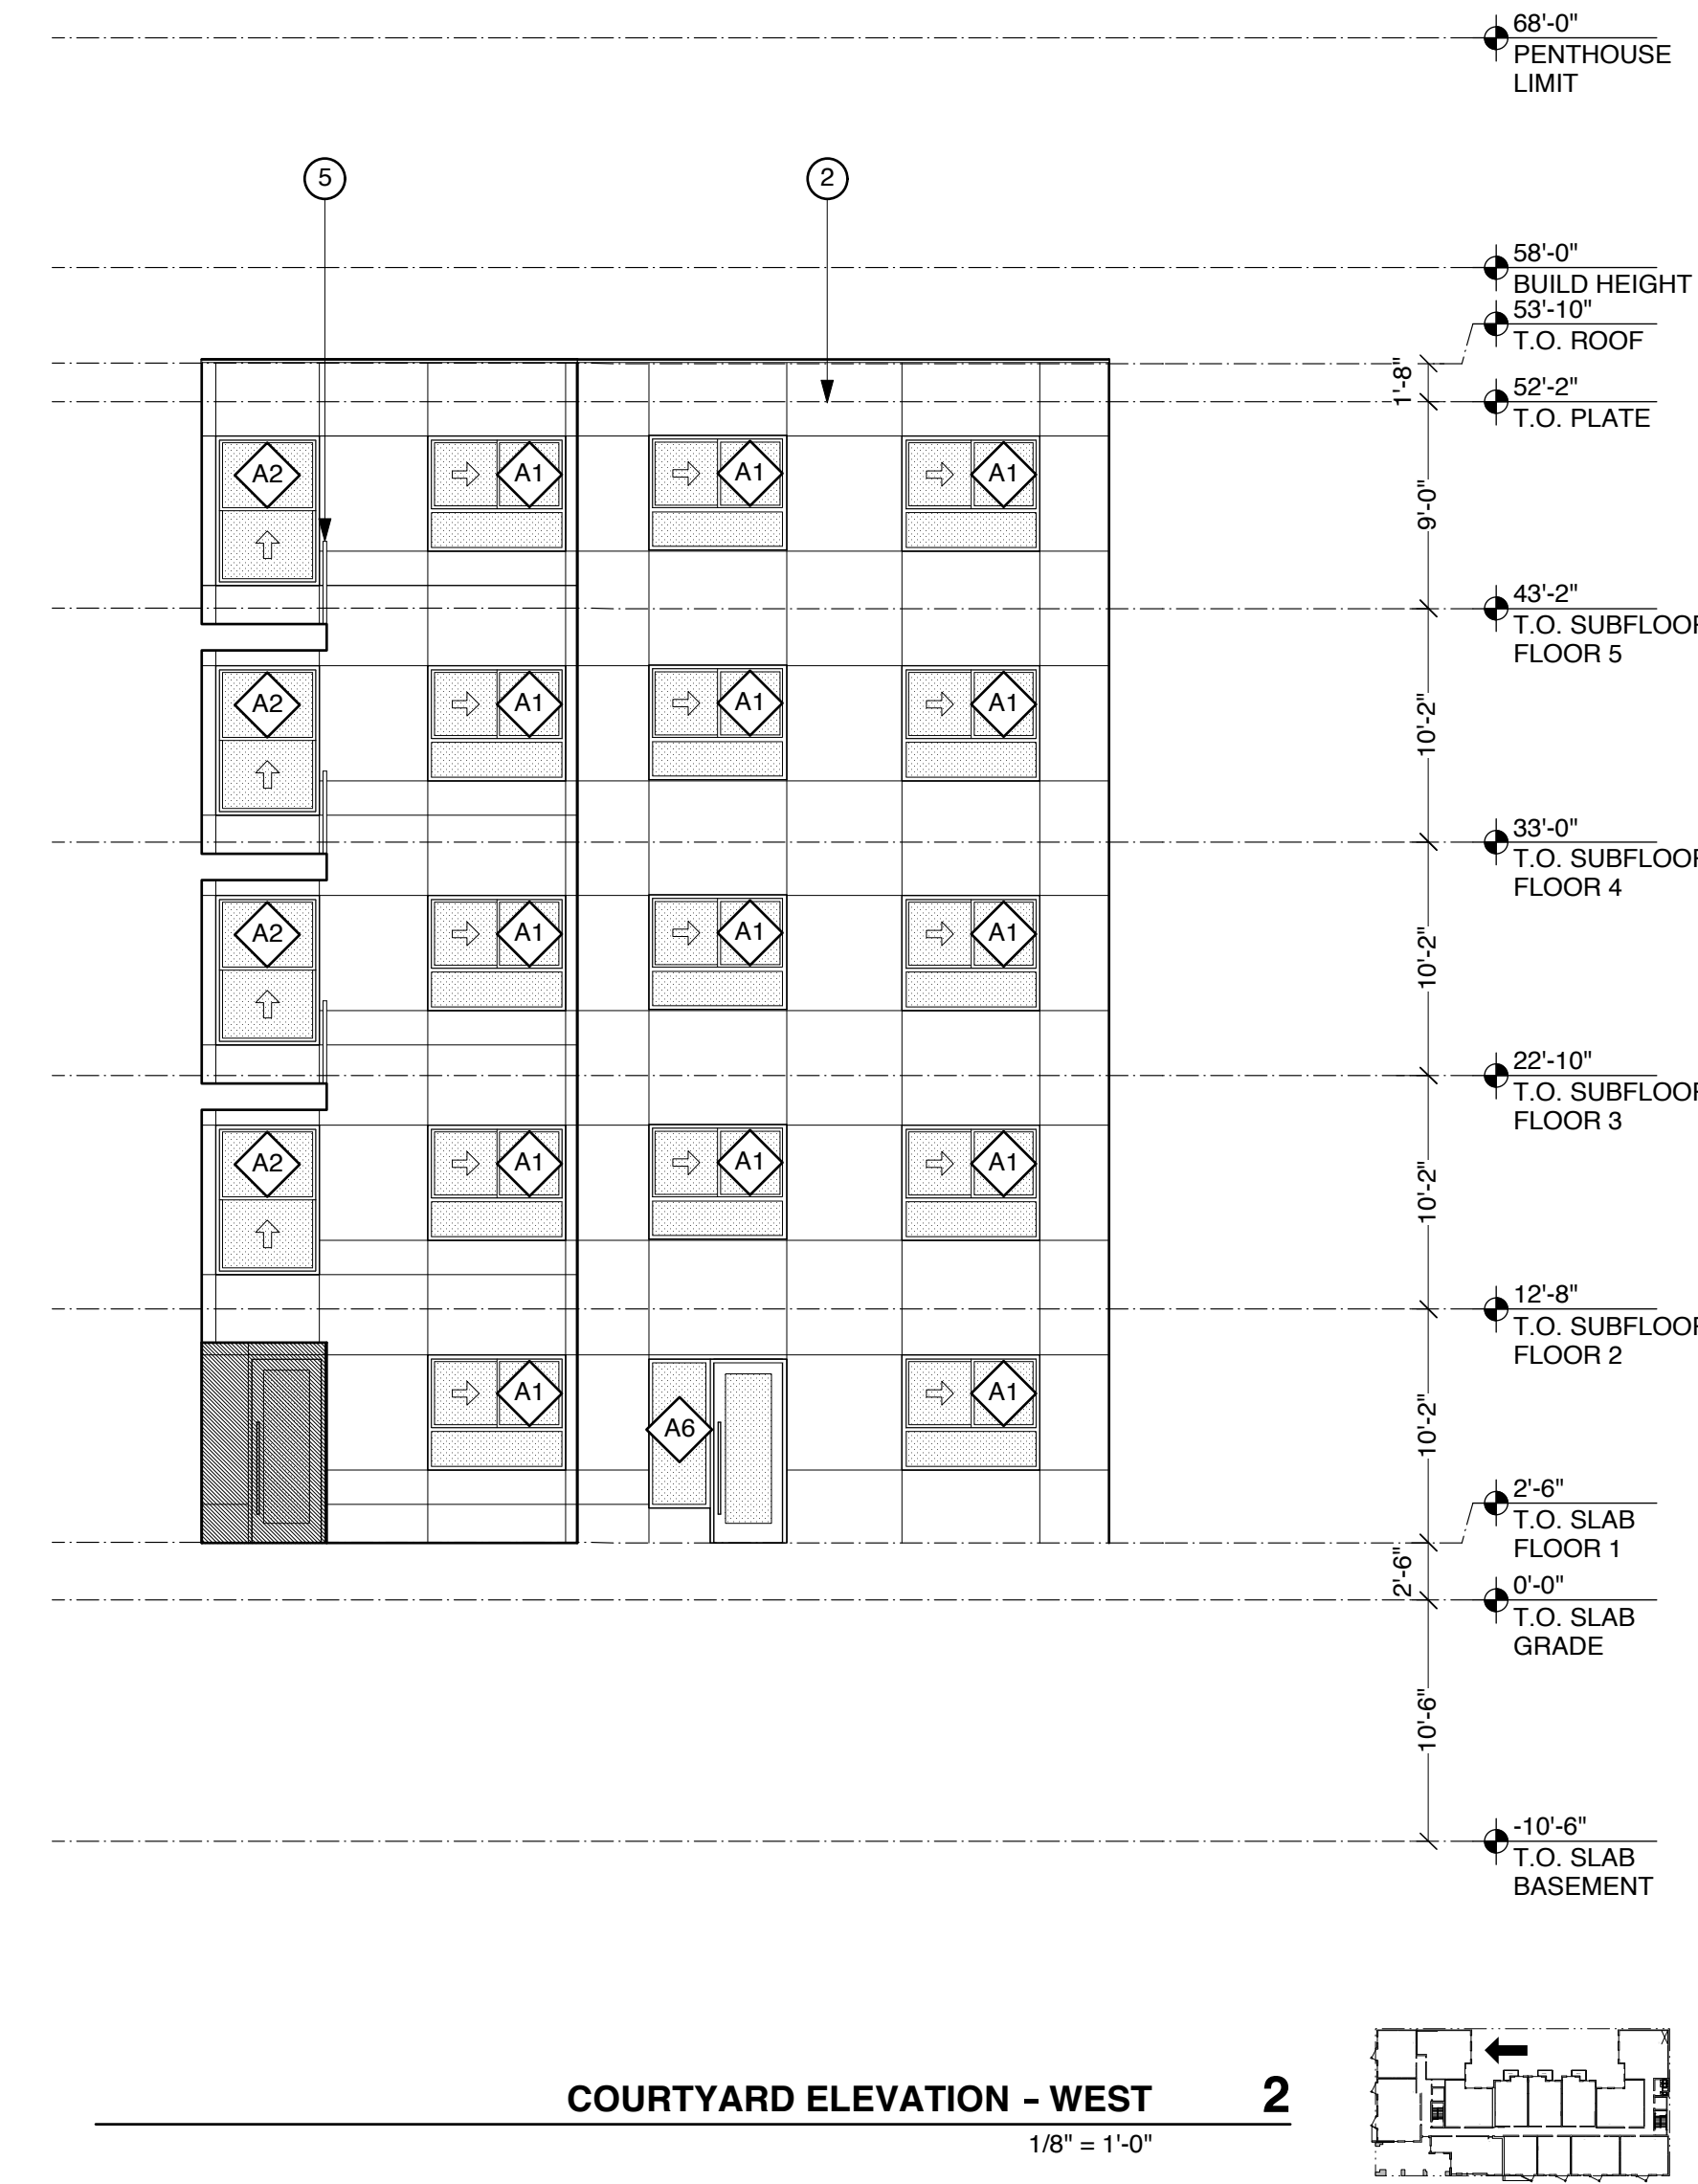 68'-0"
PENTHOUSE
LIMIT
5
2
58'-0"
BUILD HEIGHT
53'-10"
T.O. ROOF
1'-8"
52'-2"
T.O. PLATE
A2
A1
A1
A1
9'-0"
43'-2"
T.O. SUBFLOOR
FLOOR 5
A2
A1
A1
A1
10'-2"
33'-0"
T.O. SUBFLOOR
FLOOR 4
A2
A1
A1
A1
10'-2"
22'-10"
T.O. SUBFLOOR
FLOOR 3
A2
A1
A1
A1
10'-2"
12'-8"
T.O. SUBFLOOR
FLOOR 2
A1
A6
A1
10'-2"
2'-6"
T.O. SLAB
FLOOR 1
2'-6"
0'-0"
T.O. SLAB
GRADE
10'-6"
-10'-6"
T.O. SLAB
BASEMENT
COURTYARD ELEVATION - WEST 2
1/8" = 1'-0"